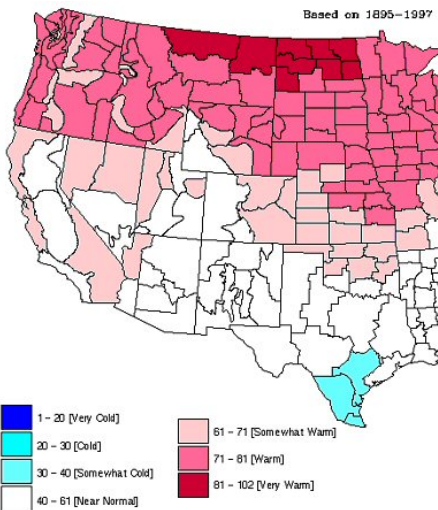 Based on 1895-1997
1 - 20 [Very Cold]
20 - 30 [Cold]
30 - 40 [Somewhat Cold]
40 - 61 [Near Normal]
61 - 71 [Somewhat Warm]
71 - 81 [Warm]
81 - 102 [Very Warm]